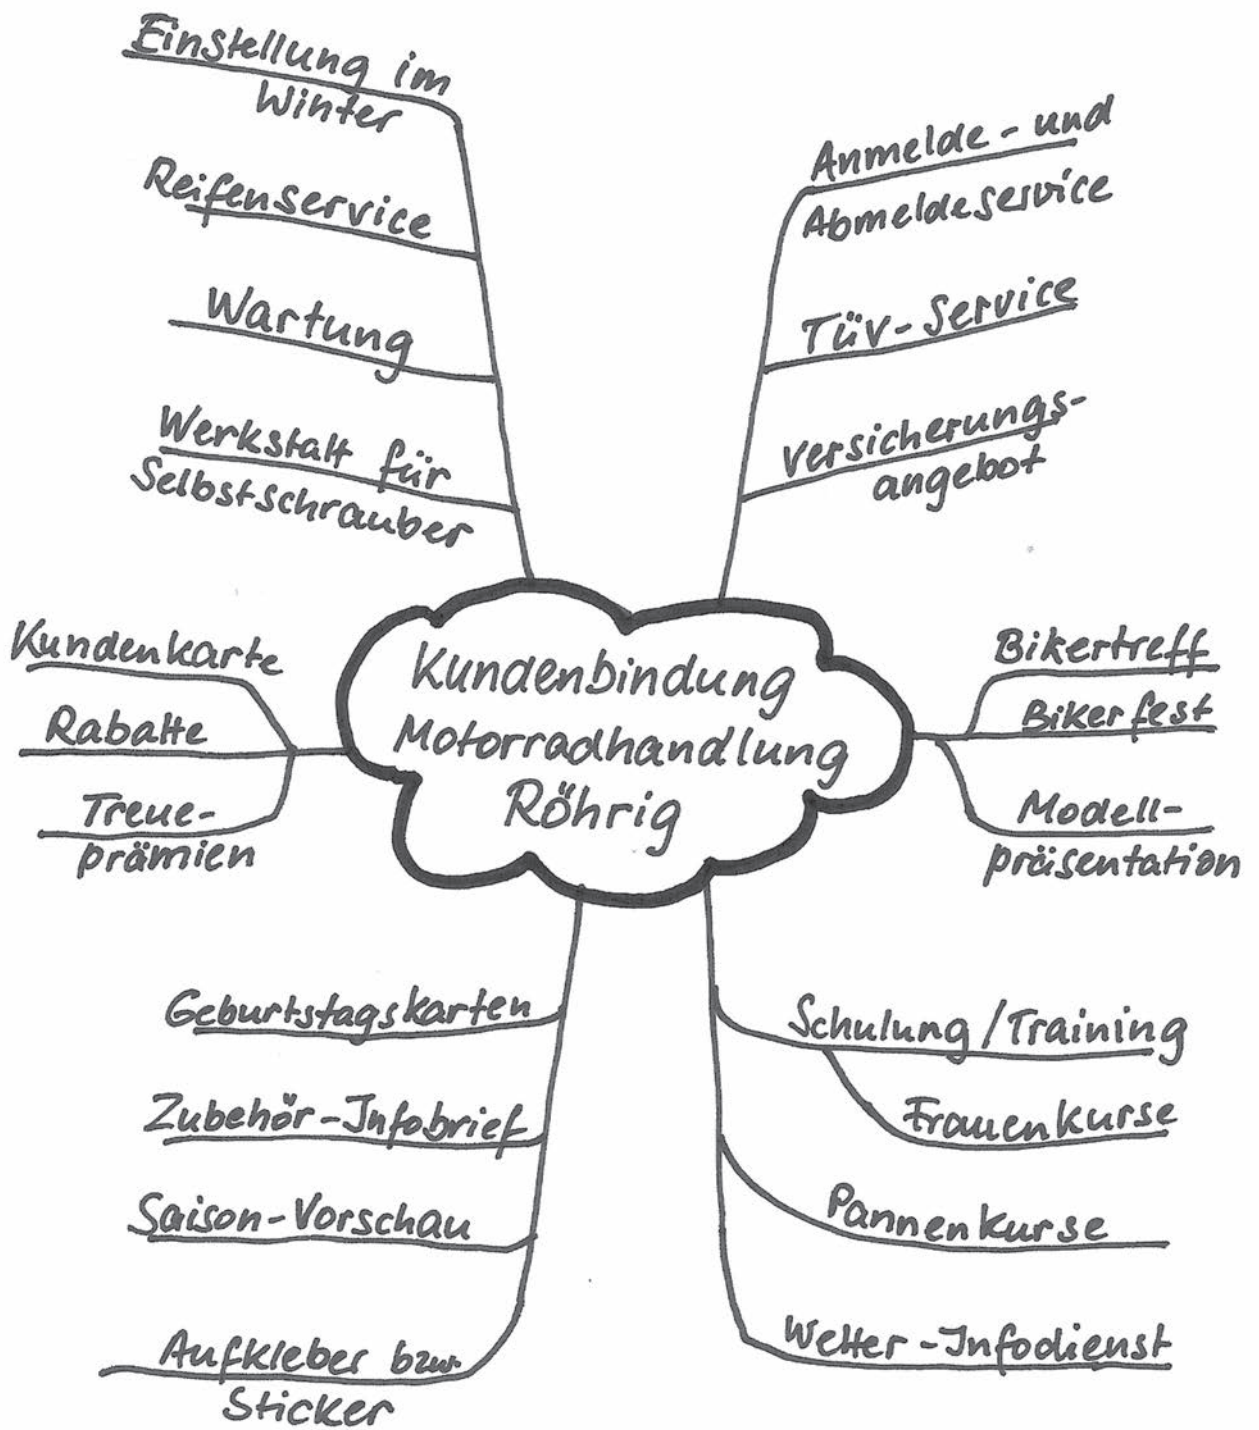 Einstellung im
Winter
Reifenservice
Wartung
Werkstatt für
Selbstschrauber
Anmelde- und
Abmeldeservice
TÜV-Service
Versicherungs-
angebot
Kundenkarte
Rabatte
Treue-
prämien
Kundenbindung
Motorradhandlung
Röhrig
Bikertreff
Bikerfest
Modell-
präsentation
Geburtstagskarten
Zubehör-Infobrief
Saison-Vorschau
Aufkleber bzw.
Sticker
Schulung/Training
Frauenkurse
Pannenkurse
Wetter-Infodienst